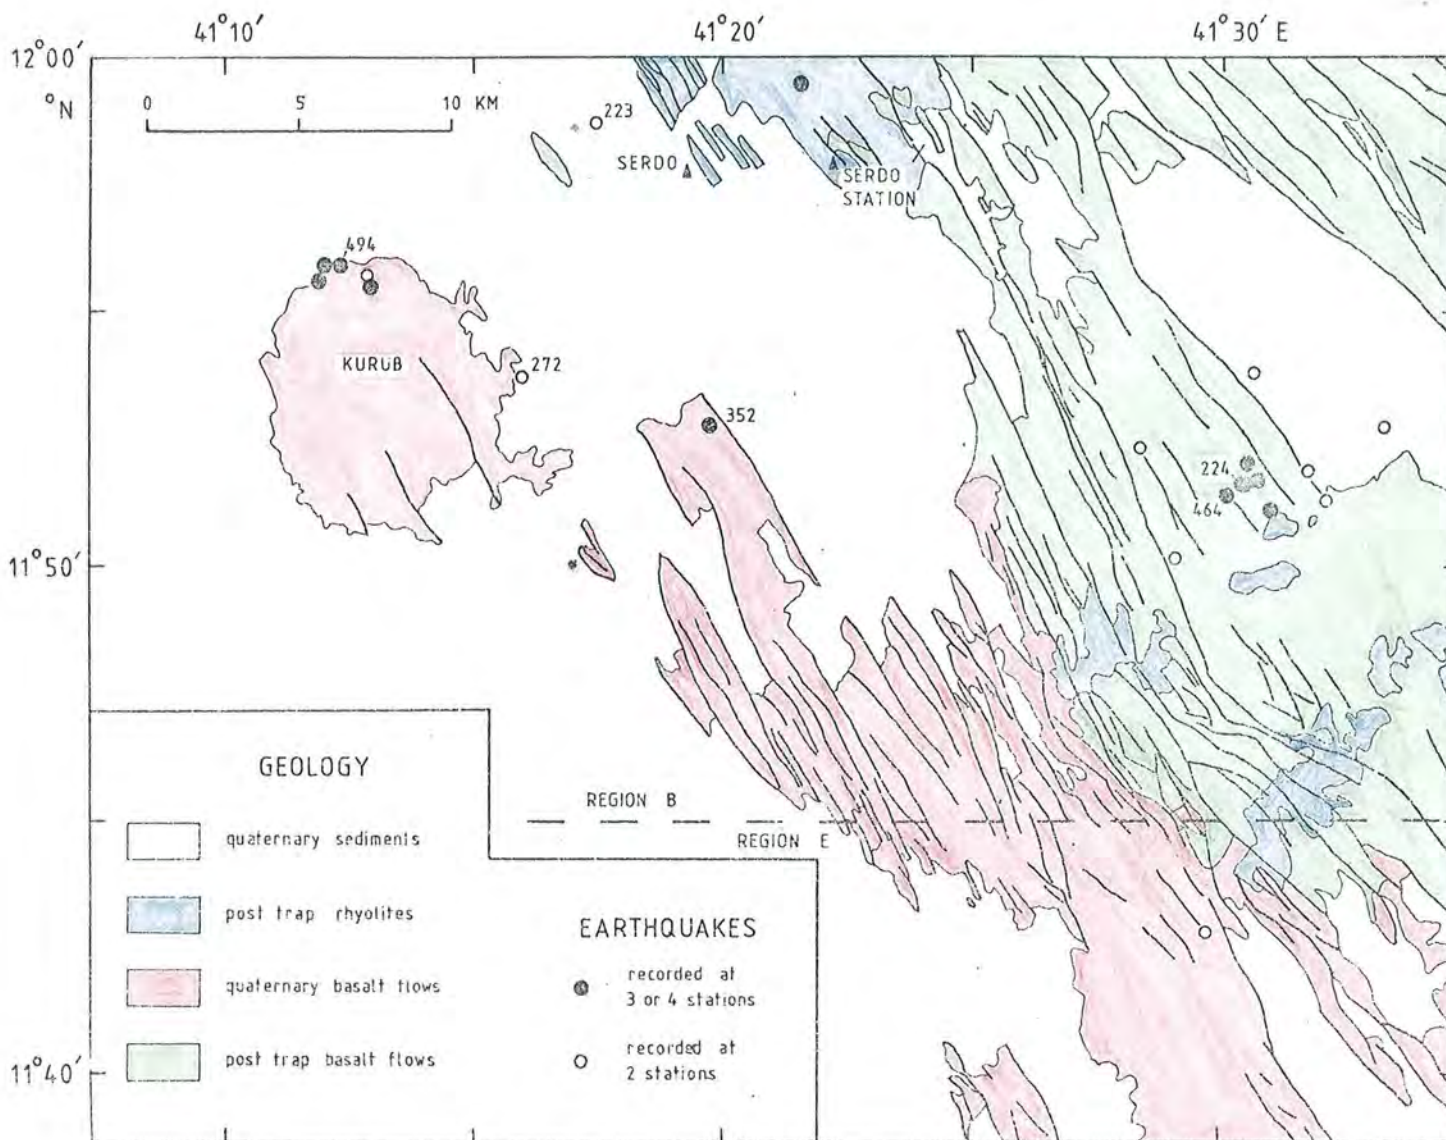 41°10′
41°20′
41°30′E
12°00′
°N
0 5 10 KM
223
SERDO
SERDO
STATION
494
KURUB
272
352
224
464
11°50′
REGION B
REGION E
GEOLOGY
quaternary sediments
post trap rhyolites
quaternary basalt flows
post trap basalt flows
EARTHQUAKES
recorded at
3 or 4 stations
recorded at
2 stations
11°40′